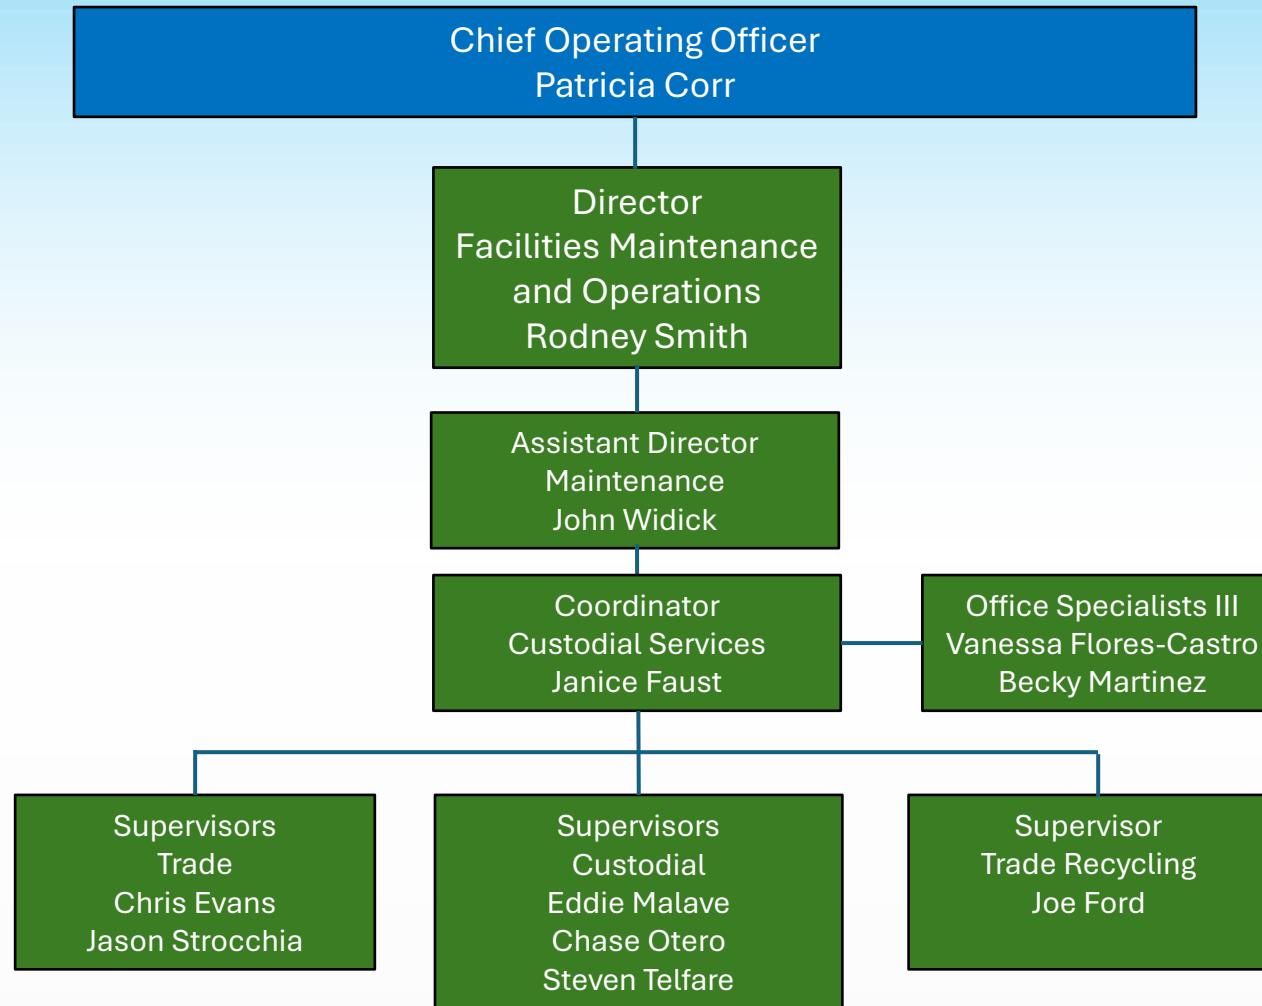 Chief Operating Officer
Patricia Corr
Director
Facilities Maintenance
and Operations
Rodney Smith
Assistant Director
Maintenance
John Widick
Coordinator
Custodial Services
Janice Faust
Office Specialists III
Vanessa Flores-Castro
Becky Martinez
Supervisors
Trade
Chris Evans
Jason Strocchia
Supervisors
Custodial
Eddie Malave
Chase Otero
Steven Telfare
Supervisor
Trade Recycling
Joe Ford